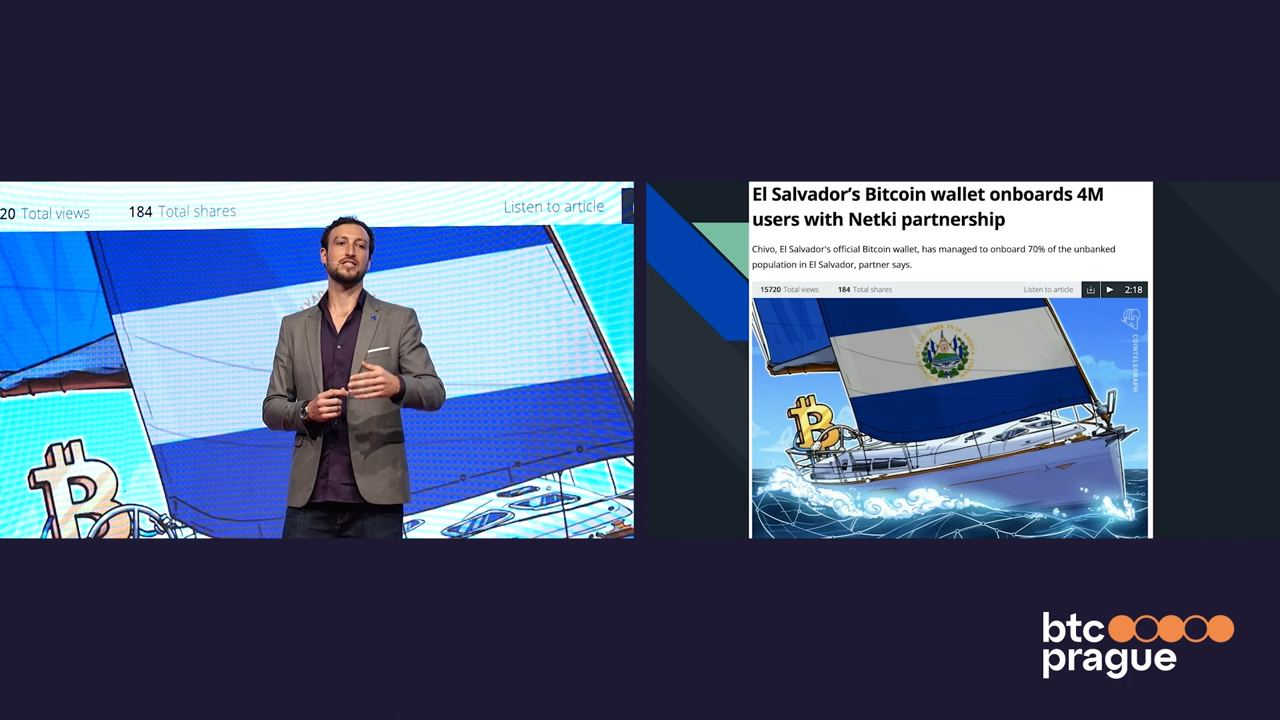 20 Total views 184 Total shares Listen to article
El Salvador's Bitcoin wallet onboards 4M
users with Netki partnership
Chivo, El Salvador's official Bitcoin wallet, has managed to onboard 70% of the unbanked
population in El Salvador, partner says.
15720 Total views 184 Total shares Listen to article 2:18
COINTELEGRAPH
btc
prague